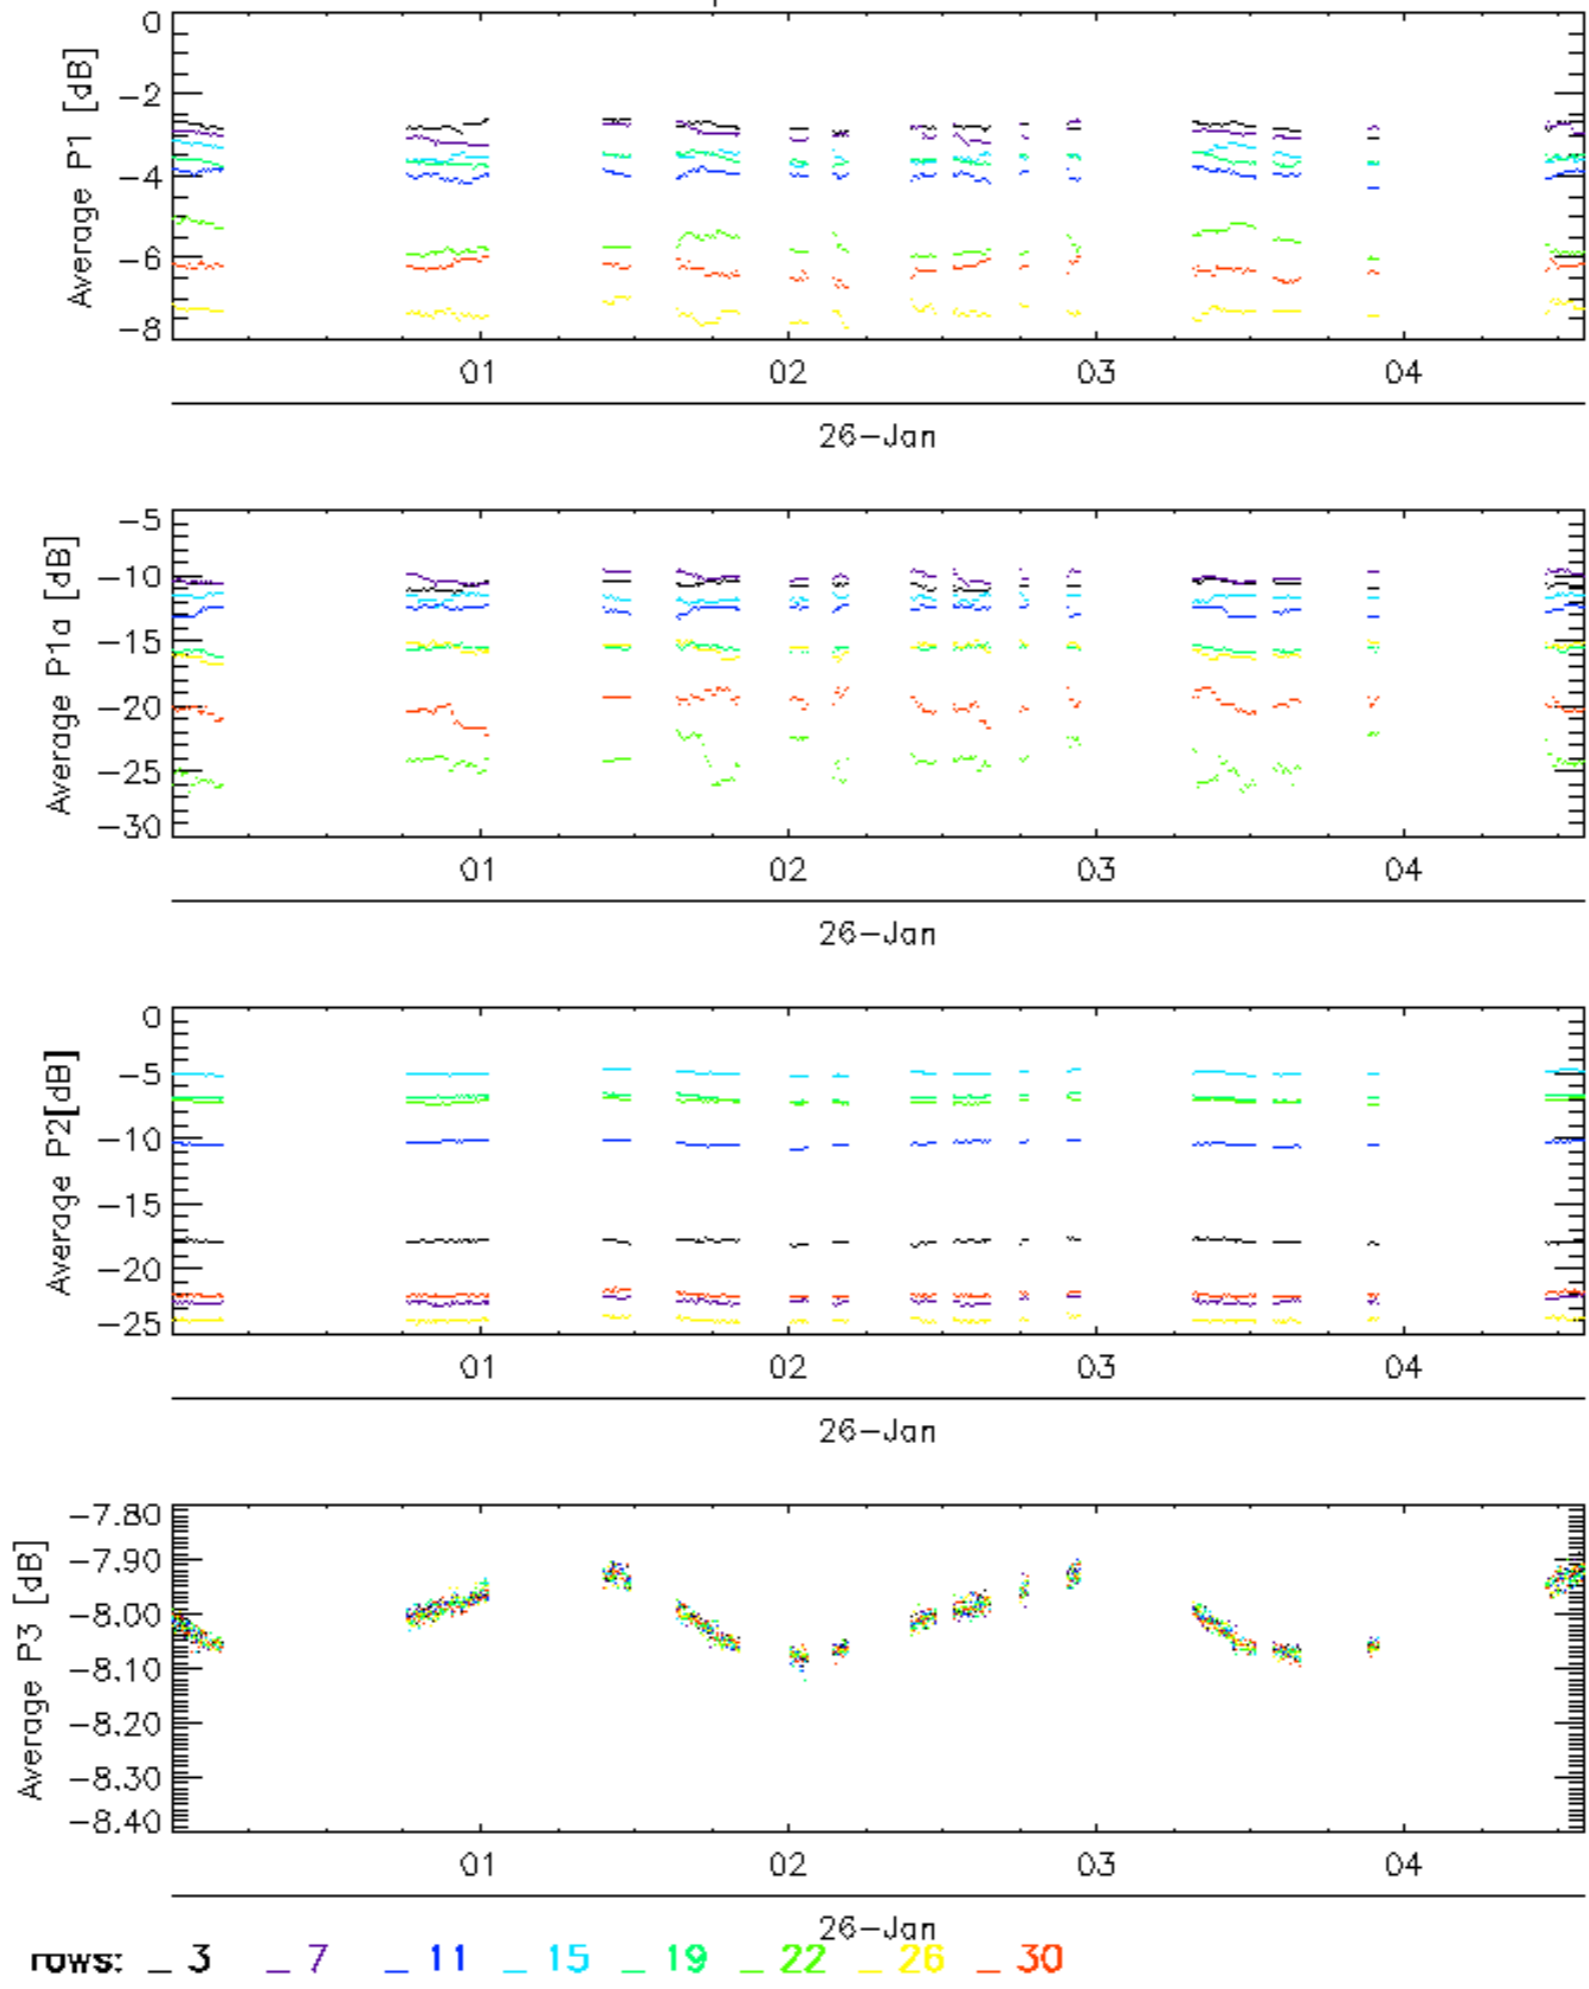 0
-2
-4
-6
-8
Average P1 [dB]
01 02 03 04
26-Jan
-5
-10
-15
-20
-25
-30
Average P1a [dB]
01 02 03 04
26-Jan
0
-5
-10
-15
-20
-25
Average P2[dB]
01 02 03 04
26-Jan
-7.80
-7.90
-8.00
-8.10
-8.20
-8.30
-8.40
Average P3 [dB]
01 02 03 04
26-Jan
rows: _ 3 _ 7 _ 11 _ 15 _ 19 _ 22 _ 26 _ 30